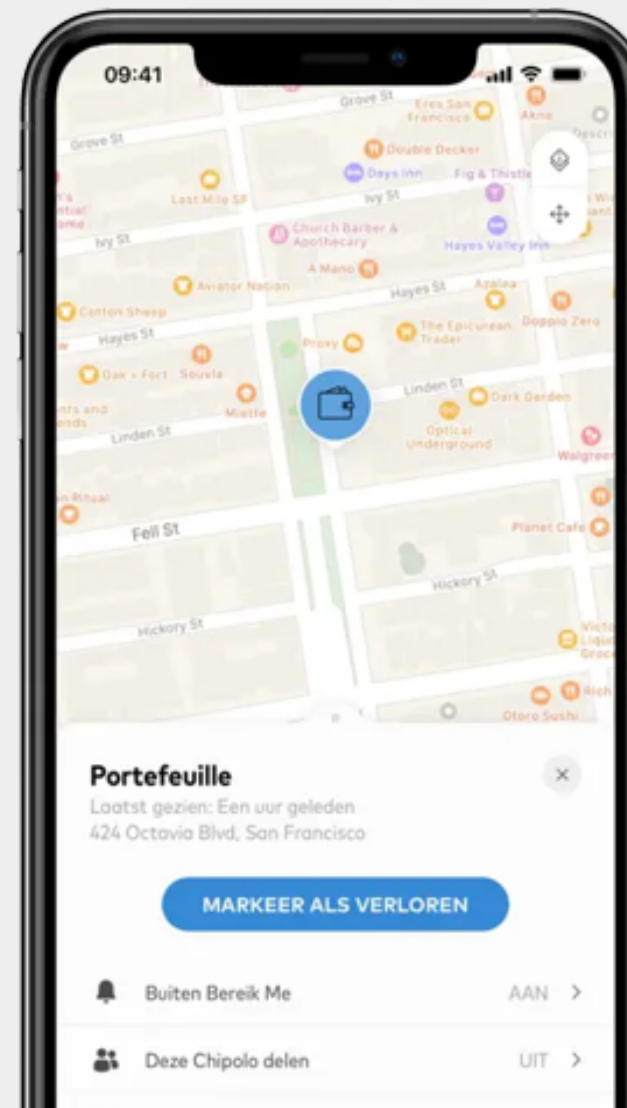 09:41
Grove St
Eres San
Francisco
Akne
Grove St
Double Decker
Days Inn
Fig & Thistle
Last Mile SF
Ivy St
Church Barber &
Apothecary
Hayes Valley Inn
Ivy St
A Mano
Aviator Nation
Hayes St
Azalea
Cotton Sheep
The Epicurean
Trader
Doppio Zero
Hayes St
Proxy
Oak + Fort
Souvla
Linden St
Dark Garden
Miette
Optical
Underground
Linden St
Walgreen
Ritual
Fell St
Planet Cafe
Hickory St
Hickory St
Rich
Otoro Sushi
Portefeuille
Laatst gezien: Een uur geleden
424 Octavia Blvd, San Francisco
MARKEER ALS VERLOREN
Buiten Bereik Me
AAN
Deze Chipolo delen
UIT